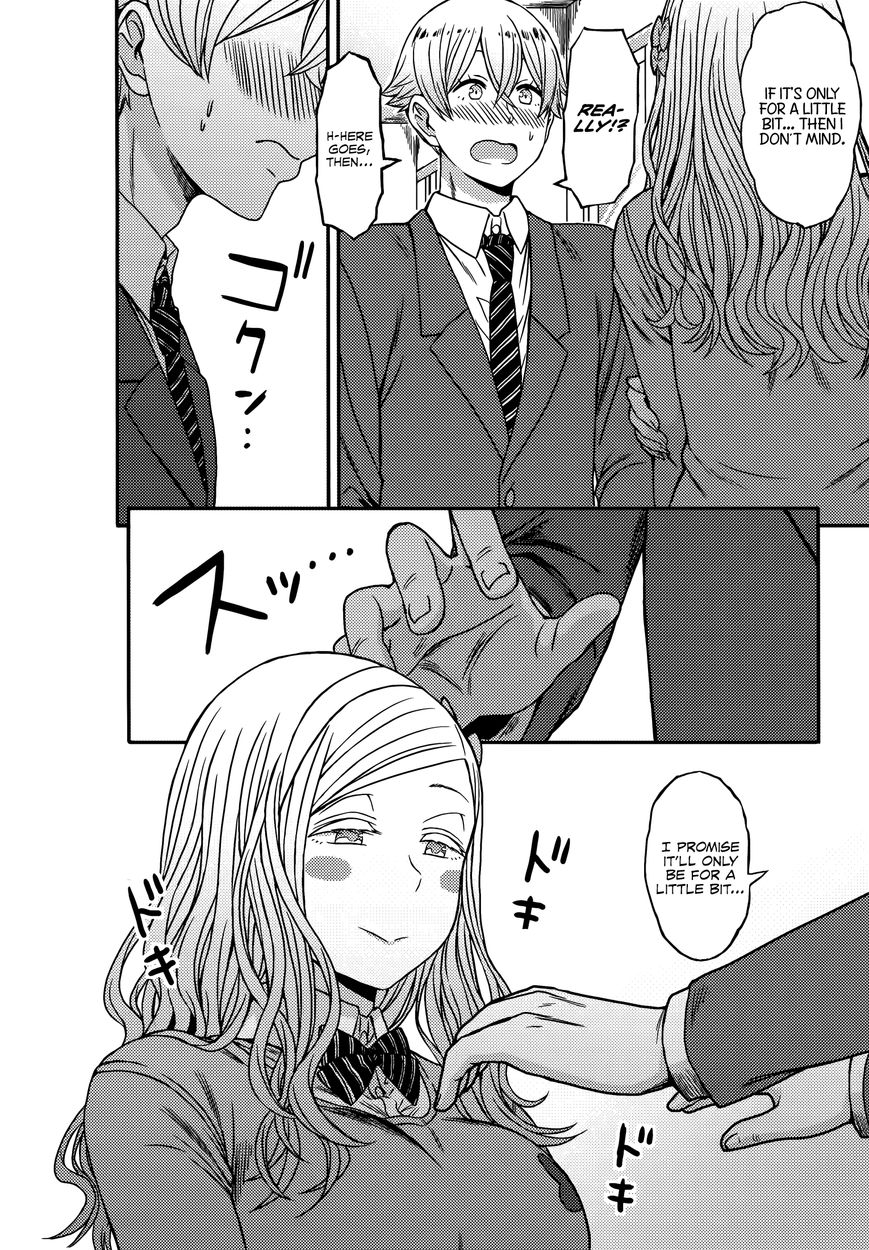 IF IT'S ONLY
FOR A LITTLE
BIT... THEN I
DON'T MIND.
REA-
LLY!?
H-HERE
GOES,
THEN...
ゴクン…
スッ…
I PROMISE
IT'LL ONLY
BE FOR A
LITTLE BIT...
ドキ
ドキ
ドキ